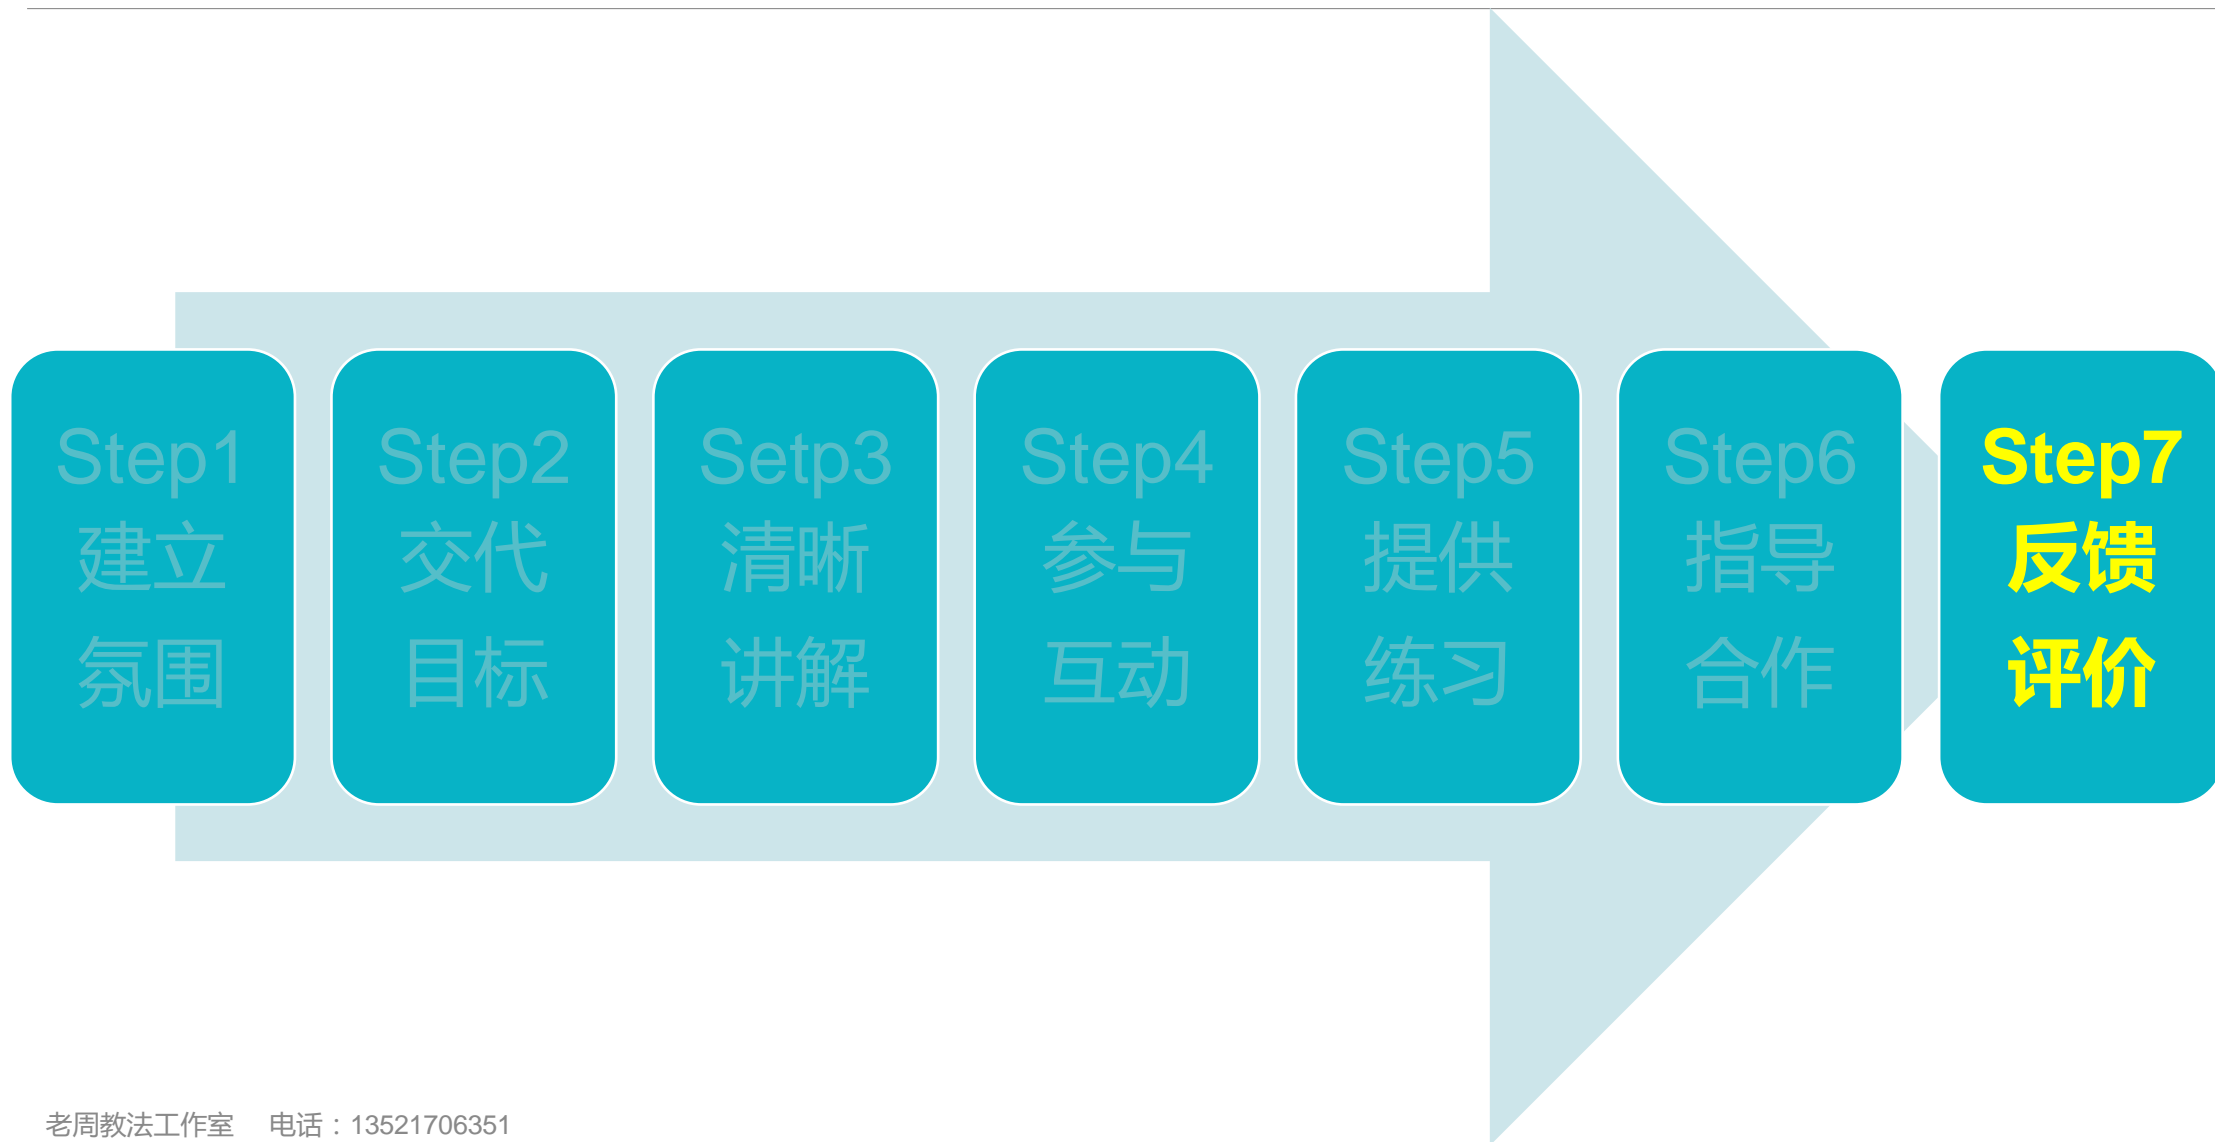 Step1
建立
氛围
Step2
交代
目标
Setp3
清晰
讲解
Step4
参与
互动
Step5
提供
练习
Step6
指导
合作
Step7
反馈
评价
老周教法工作室 电话：13521706351